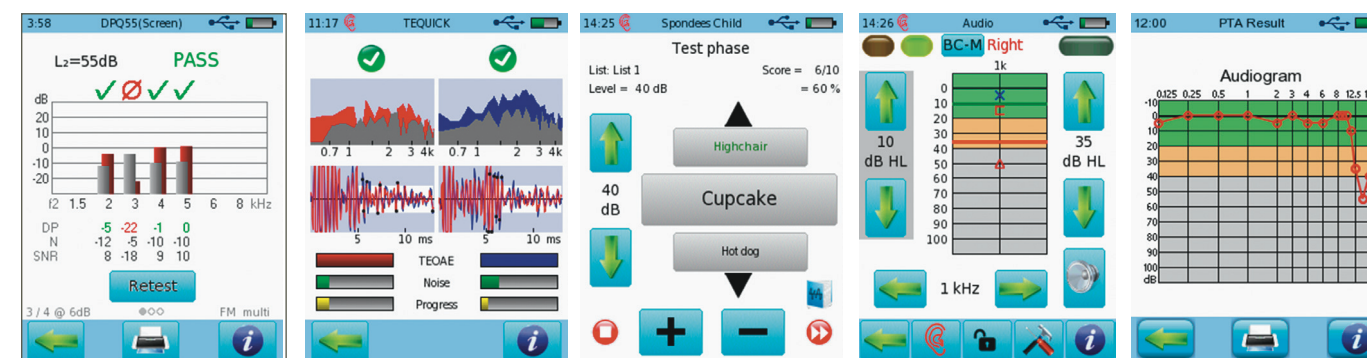 3:58 DPQ55(Screen)
L₂=55dB PASS
dB
20
10
0
-10
-20
f2 1.5 2 3 4 5 6 8 kHz
DP -5 -22 -1 0
N -12 -5 -10 -10
SNR 8 -18 9 10
Retest
3 / 4 @ 6dB FM multi
i
11:17 TEQUICK
0.7 1 2 3 4k 0.7 1 2 3 4k
5 10 ms 5 10 ms
TEOAE
Noise
Progress
i
14:25 Spondees Child
Test phase
List: List 1 Score = 6/10
Level = 40 dB = 60 %
Highchair
40
dB
Cupcake
Hot dog
14:26 Audio
BC-M Right
1k
0
10
20
30
40
50
60
70
80
90
100
10
dB HL
35
dB HL
1 kHz
i
12:00 PTA Result
Audiogram
0.125 0.25 0.5 1 2 3 4 6 8 12.5
-10
0
10
20
30
40
50
60
70
80
90
100
dB
i